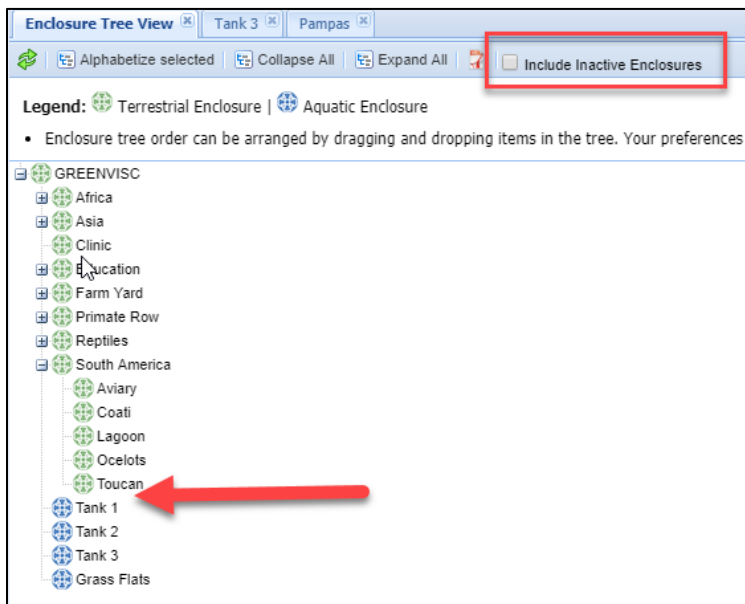 Enclosure Tree View Tank 3 Pampas
Alphabetize selected Collapse All Expand All Include Inactive Enclosures
Legend: Terrestrial Enclosure | Aquatic Enclosure
• Enclosure tree order can be arranged by dragging and dropping items in the tree. Your preferences
GREENVISC
Africa
Asia
Clinic
Farm Yard
Primate Row
Reptiles
South America
Aviary
Coati
Lagoon
Ocelots
Toucan
Tank 1
Tank 2
Tank 3
Grass Flats